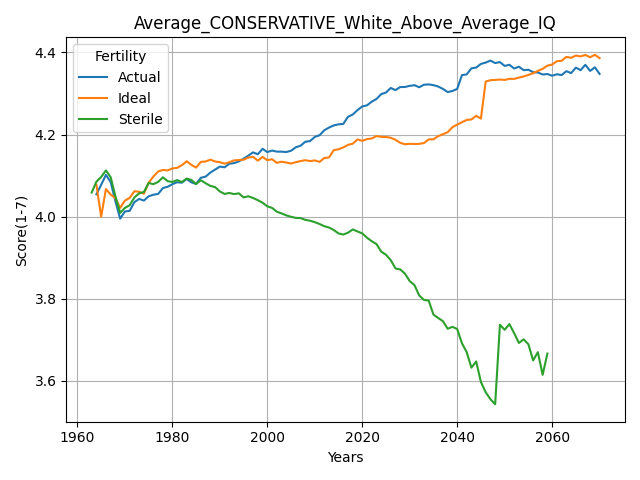 Average_CONSERVATIVE_White_Above_Average_IQ
Fertility
Actual
Ideal
Sterile
Score(1-7)
4.4
4.2
4.0
3.8
3.6
1960 1980 2000 2020 2040 2060
Years